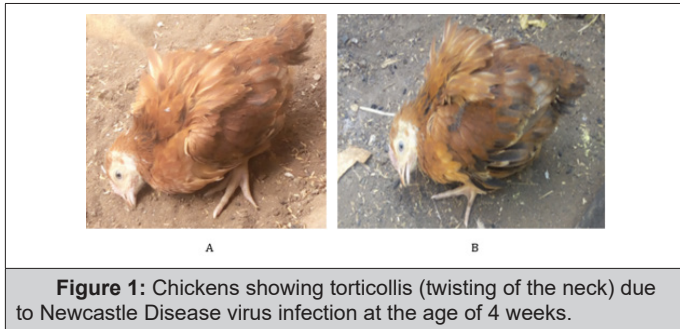 A
B
Figure 1: Chickens showing torticollis (twisting of the neck) due
to Newcastle Disease virus infection at the age of 4 weeks.